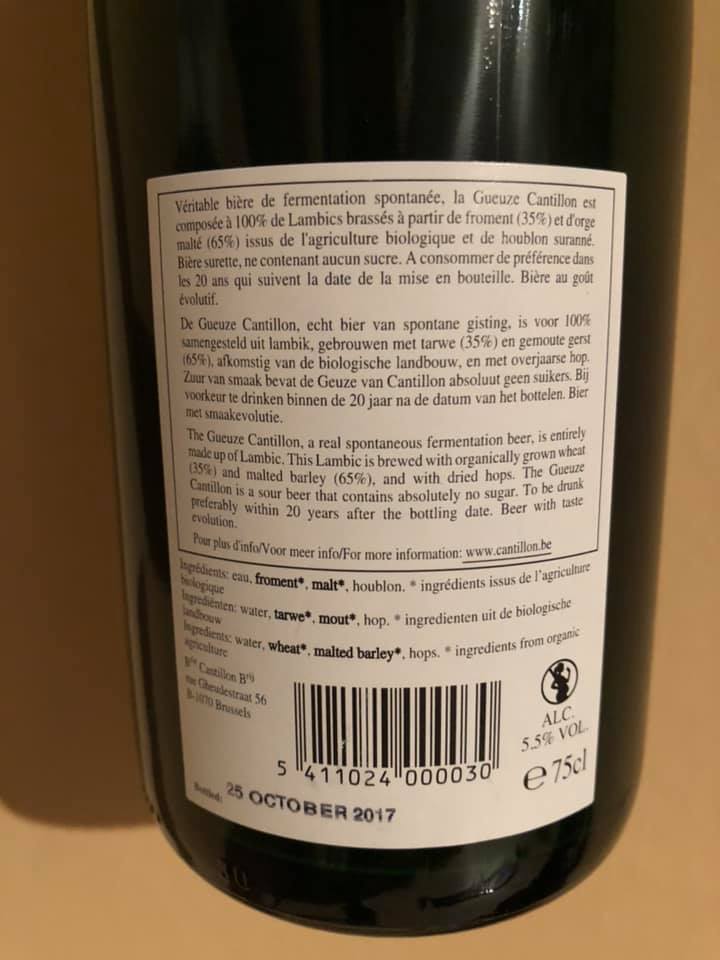 Véritable bière de fermentation spontanée, la Gueuze Cantillon est
composée à 100% de Lambics brassés à partir de froment (35%) et d'orge
malté (65%) issus de l'agriculture biologique et de houblon suranné.
Bière surette, ne contenant aucun sucre. A consommer de préférence dans
les 20 ans qui suivent la date de la mise en bouteille. Bière au goût
évolutif.
De Gueuze Cantillon, echt bier van spontane gisting, is voor 100%
samengesteld uit lambik, gebrouwen met tarwe (35%) en gemoute gerst
(65%), afkomstig van de biologische landbouw, en met overjaarse hop.
Zuur van smaak bevat de Geuze van Cantillon absoluut geen suikers. Bij
voorkeur te drinken binnen de 20 jaar na de datum van het bottelen. Bier
met smaakevolutie.
The Gueuze Cantillon, a real spontaneous fermentation beer, is entirely
made up of Lambic. This Lambic is brewed with organically grown wheat
(35%) and malted barley (65%), and with dried hops. The Gueuze
Cantillon is a sour beer that contains absolutely no sugar. To be drunk
preferably within 20 years after the bottling date. Beer with taste
evolution.
Pour plus d'info/Voor meer info/For more information: www.cantillon.be
Ingrédients: eau, froment*, malt*, houblon. * ingrédients issus de l'agriculture
biologique
Ingrediënten: water, tarwe*, mout*, hop. * ingredienten uit de biologische
landbouw
Ingredients: water, wheat*, malted barley*, hops. * ingredients from organic
agriculture
Brie Cantillon Brij
rue Gheudestraat 56
B-1070 Brussels
ALC.
5.5% VOL.
5 411024 000030
e 75cl
Bottled: 25 OCTOBER 2017